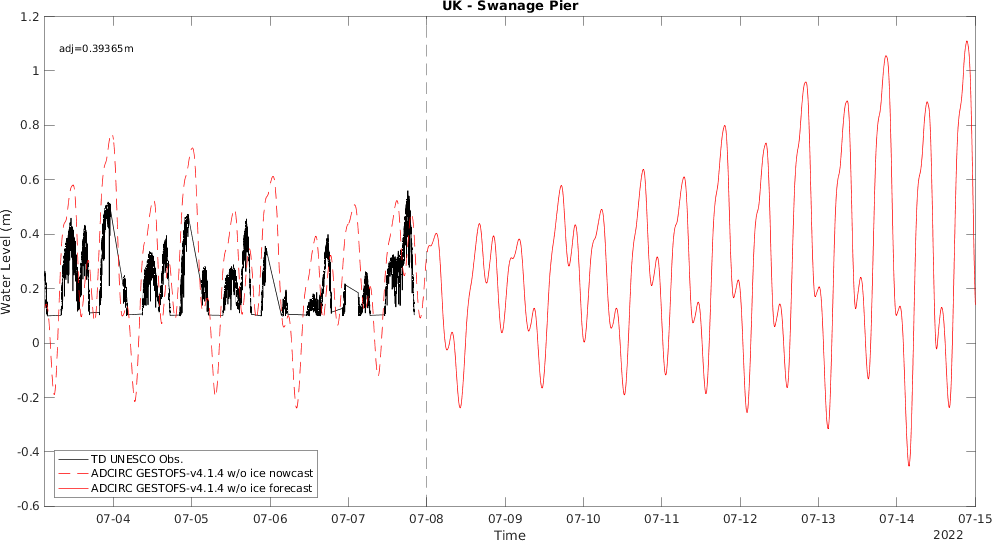 UK - Swanage Pier
adj=0.39365m
Water Level (m)
1.2
1
0.8
0.6
0.4
0.2
0
-0.2
-0.4
-0.6
TD UNESCO Obs.
ADCIRC GESTOFS-v4.1.4 w/o ice nowcast
ADCIRC GESTOFS-v4.1.4 w/o ice forecast
07-04 07-05 07-06 07-07 07-08 07-09 07-10 07-11 07-12 07-13 07-14 07-15
Time
2022